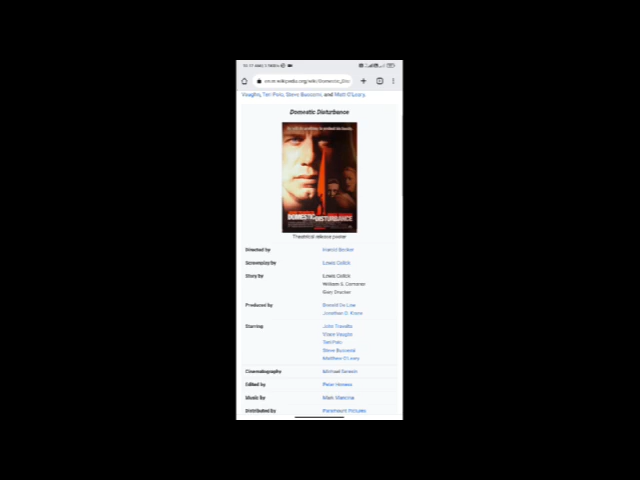 Vaughn, Teri Polo, Steve Buscemi, and Matt O'Leary.
Domestic Disturbance
DOMESTIC DISTURBANCE
Theatrical release poster
Directed by Harold Becker
Screenplay by Lewis Colick
Story by Lewis Colick
William S. Comanor
Gary Drucker
Produced by Donald De Line
Jonathan D. Krane
Starring John Travolta
Vince Vaughn
Teri Polo
Steve Buscemi
Matthew O'Leary
Cinematography Michael Seresin
Edited by Peter Honess
Music by Mark Mancina
Distributed by Paramount Pictures